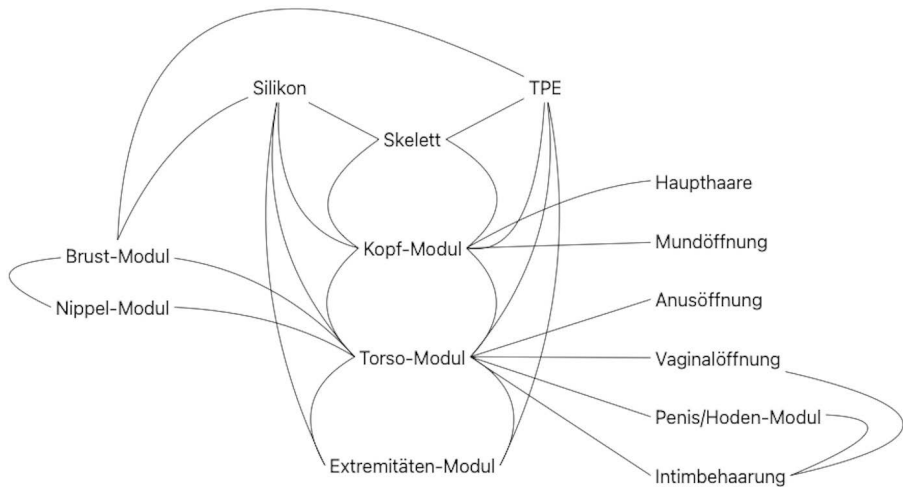 Silikon
TPE
Skelett
Haupthaare
Kopf-Modul
Mundöffnung
Brust-Modul
Nippel-Modul
Anusöffnung
Torso-Modul
Vaginalöffnung
Penis/Hoden-Modul
Extremitäten-Modul
Intimbehaarung